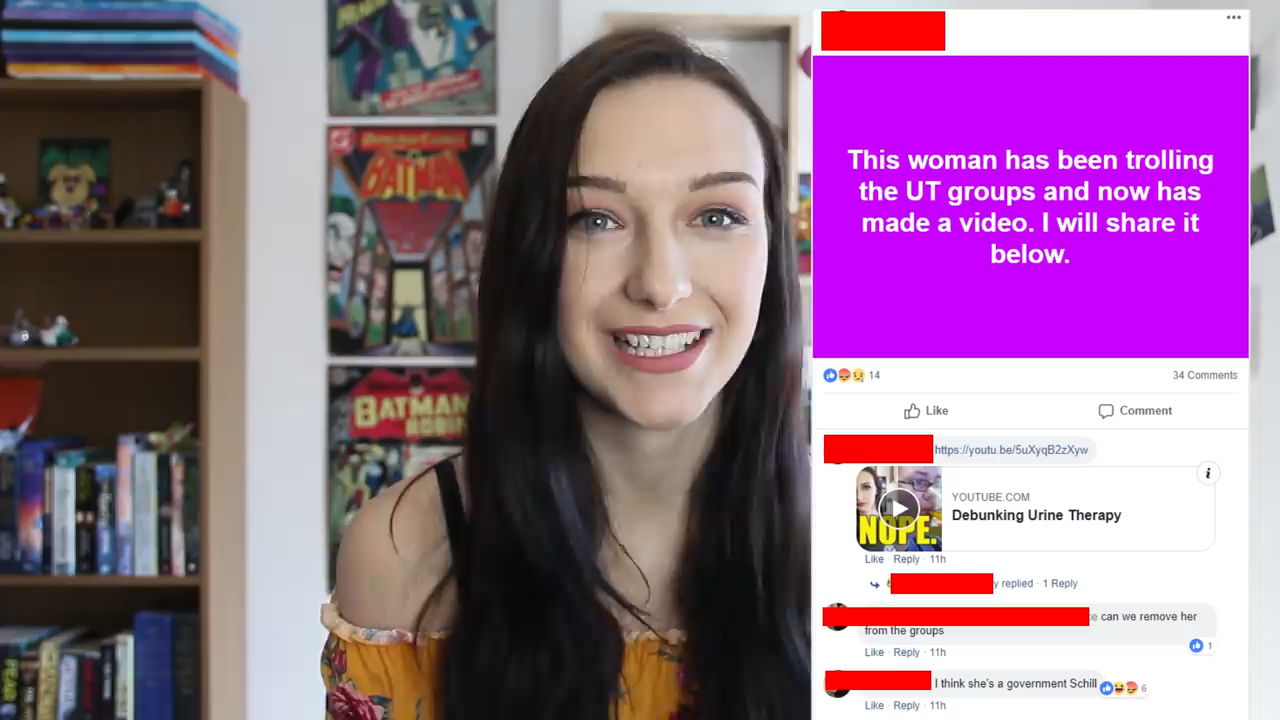 BATMAN
BATMAN
ROBIN
This woman has been trolling
the UT groups and now has
made a video. I will share it
below.
14
34 Comments
Like
Comment
https://youtu.be/5uXyqB2zXyw
YOUTUBE.COM
Debunking Urine Therapy
NOPE.
Like · Reply · 11h
y replied · 1 Reply
can we remove her
from the groups
1
Like · Reply · 11h
I think she's a government Schill
6
Like · Reply · 11h